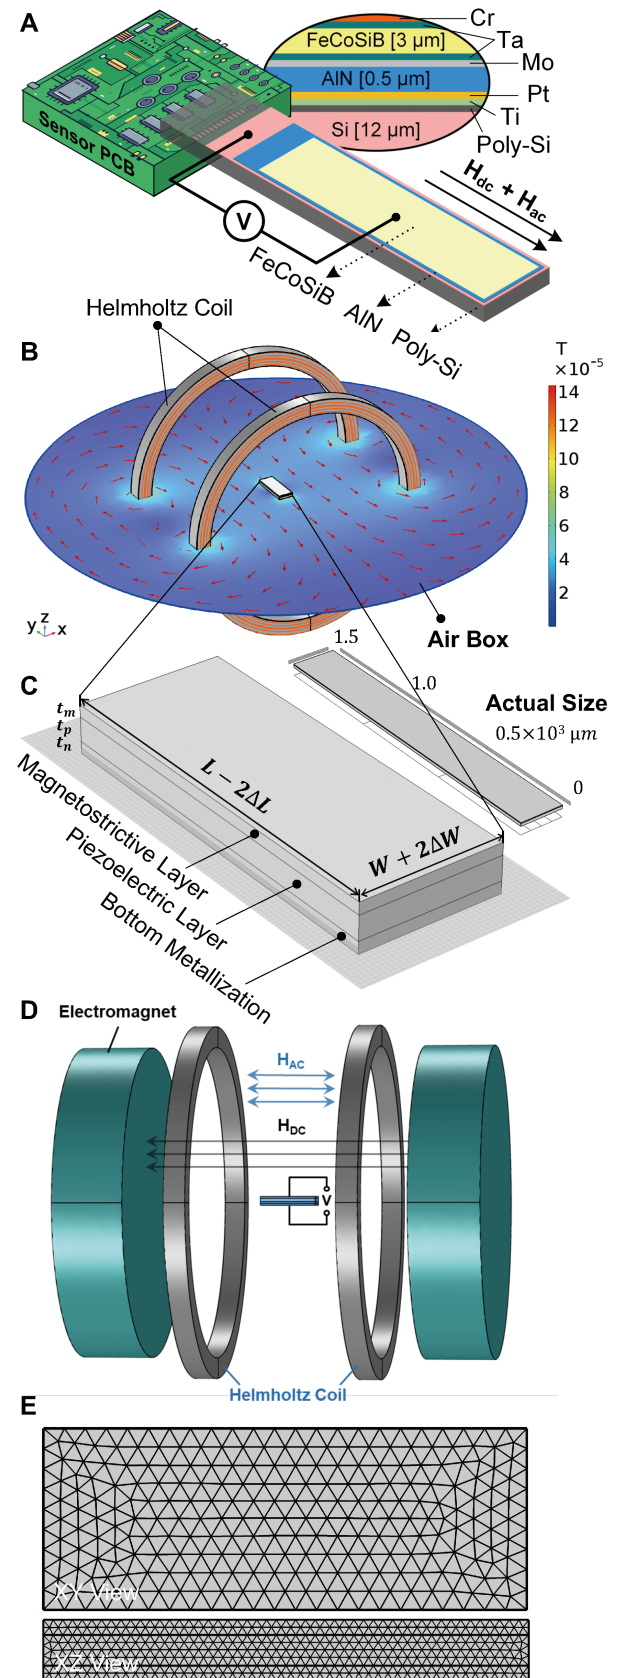 A
Cr
Ta
FeCoSiB [3 µm]
Mo
AlN [0.5 µm]
Pt
Ti
Si [12 µm]
Poly-Si
Sensor PCB
H_dc + H_ac
V
FeCoSiB
AlN
Poly-Si
Helmholtz Coil
B
T
×10⁻⁵
14
12
10
8
6
4
2
y z x
Air Box
C
1.5
1.0
Actual Size
0.5×10³ µm
0
t_m
t_p
t_n
L − 2ΔL
W + 2ΔW
Magnetostrictive Layer
Piezoelectric Layer
Bottom Metallization
D
Electromagnet
H_AC
H_DC
V
Helmholtz Coil
E
XY View
XZ View